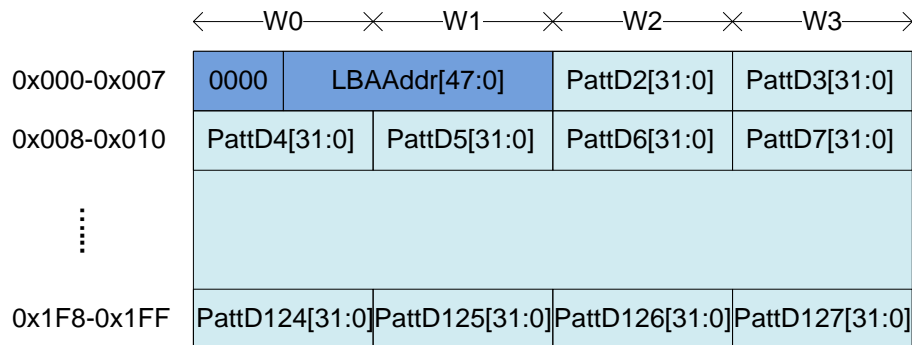 W0 W1 W2 W3
0x000-0x007 0000 LBAAddr[47:0] PattD2[31:0] PattD3[31:0]
0x008-0x010 PattD4[31:0] PattD5[31:0] PattD6[31:0] PattD7[31:0]
0x1F8-0x1FF PattD124[31:0] PattD125[31:0] PattD126[31:0] PattD127[31:0]